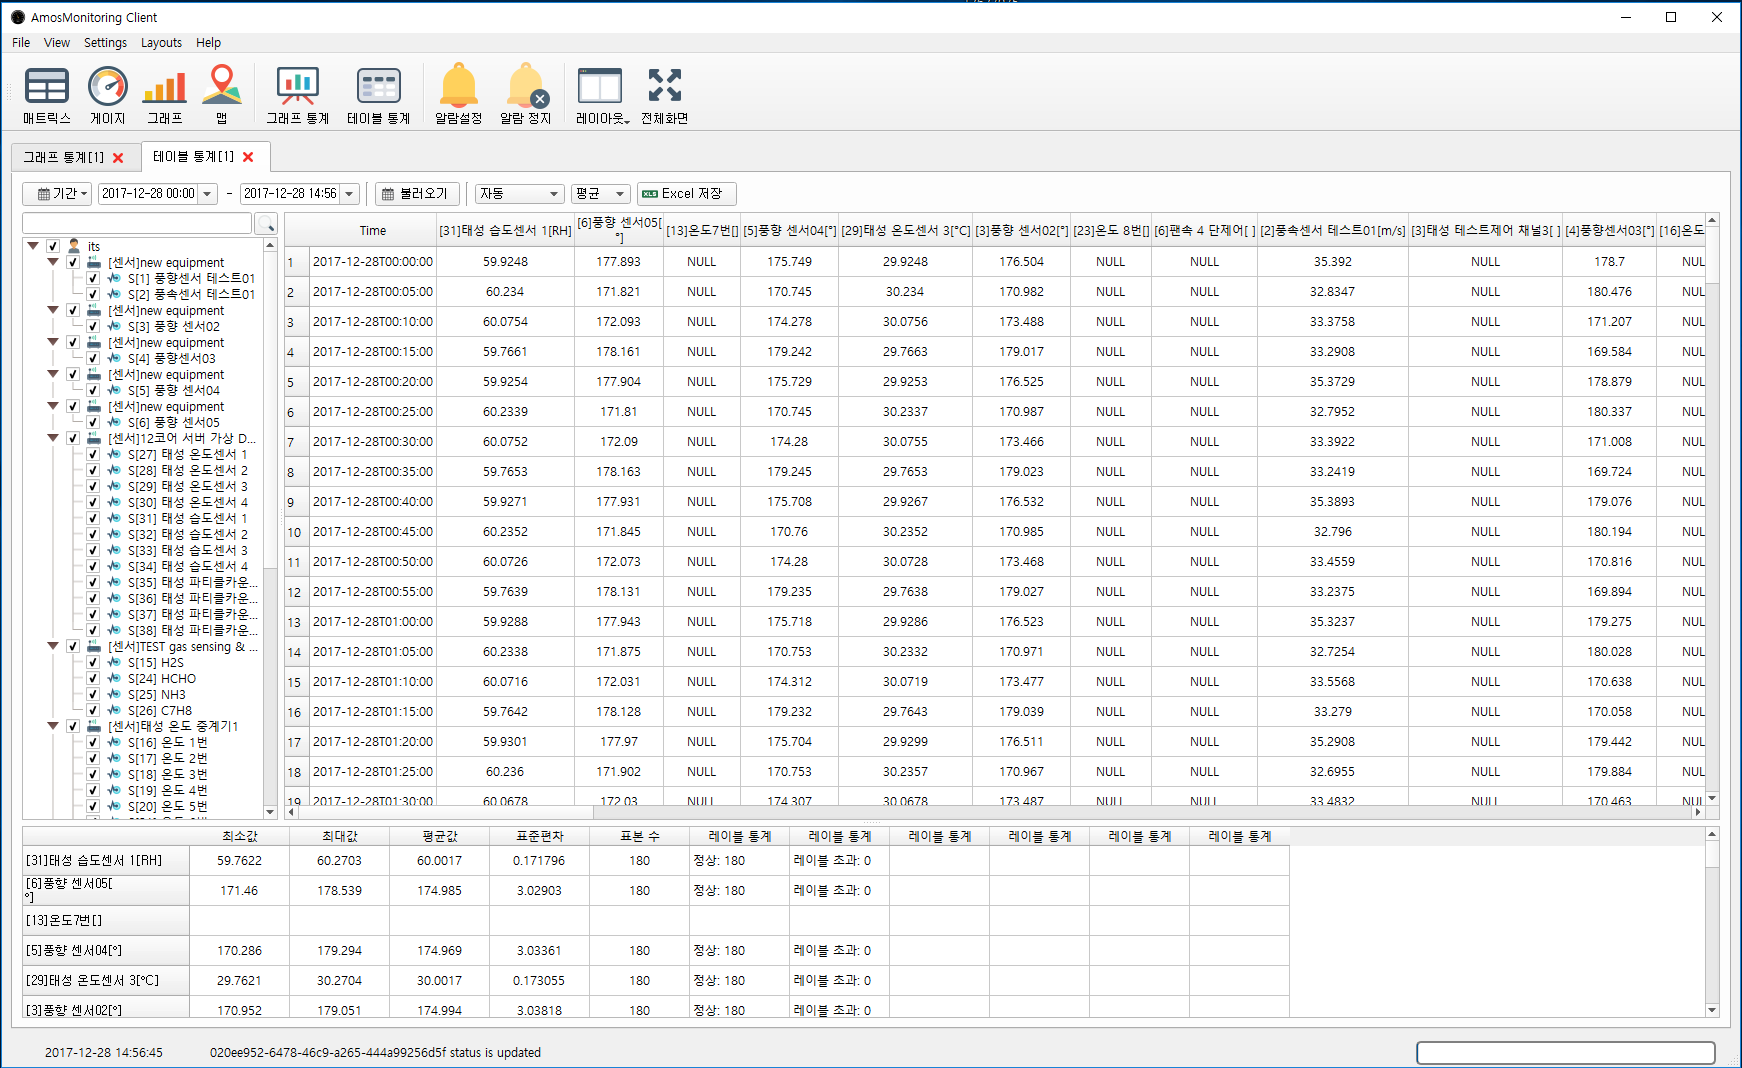 AmosMonitoring Client
File View Settings Layouts Help
매트릭스 게이지 그래프 맵 그래프 통계 테이블 통계 알람설정 알람 정지 레이아웃 전체화면
그래프 통계[1] 테이블 통계[1]
기간 2017-12-28 00:00 - 2017-12-28 14:56 불러오기 자동 평균 XLS Excel 저장
its
[센서]new equipment
S[1] 풍향센서 테스트01
S[2] 풍속센서 테스트01
[센서]new equipment
S[3] 풍향 센서02
[센서]new equipment
S[4] 풍향센서03
[센서]new equipment
S[5] 풍향 센서04
[센서]new equipment
S[6] 풍향 센서05
[센서]12코어 서버 가상 D...
S[27] 태성 온도센서 1
S[28] 태성 온도센서 2
S[29] 태성 온도센서 3
S[30] 태성 온도센서 4
S[31] 태성 습도센서 1
S[32] 태성 습도센서 2
S[33] 태성 습도센서 3
S[34] 태성 습도센서 4
S[35] 태성 파티클카운...
S[36] 태성 파티클카운...
S[37] 태성 파티클카운...
S[38] 태성 파티클카운...
[센서]TEST gas sensing & ...
S[15] H2S
S[24] HCHO
S[25] NH3
S[26] C7H8
[센서]태성 온도 중계기1
S[16] 온도 1번
S[17] 온도 2번
S[18] 온도 3번
S[19] 온도 4번
S[20] 온도 5번
Time [31]태성 습도센서 1[RH] [6]풍향 센서05[°] [13]온도7번[] [5]풍향 센서04[°] [29]태성 온도센서 3[°C] [3]풍향 센서02[°] [23]온도 8번[] [6]팬속 4 단제어[ ] [2]풍속센서 테스트01[m/s] [3]태성 테스트제어 채널3[ ] [4]풍향센서03[°] [16]온도
1 2017-12-28T00:00:00 59.9248 177.893 NULL 175.749 29.9248 176.504 NULL NULL 35.392 NULL 178.7 NUL
2 2017-12-28T00:05:00 60.234 171.821 NULL 170.745 30.234 170.982 NULL NULL 32.8347 NULL 180.476 NUL
3 2017-12-28T00:10:00 60.0754 172.093 NULL 174.278 30.0756 173.488 NULL NULL 33.3758 NULL 171.207 NUL
4 2017-12-28T00:15:00 59.7661 178.161 NULL 179.242 29.7663 179.017 NULL NULL 33.2908 NULL 169.584 NUL
5 2017-12-28T00:20:00 59.9254 177.904 NULL 175.729 29.9253 176.525 NULL NULL 35.3729 NULL 178.879 NUL
6 2017-12-28T00:25:00 60.2339 171.81 NULL 170.745 30.2337 170.987 NULL NULL 32.7952 NULL 180.337 NUL
7 2017-12-28T00:30:00 60.0752 172.09 NULL 174.28 30.0755 173.466 NULL NULL 33.3922 NULL 171.008 NUL
8 2017-12-28T00:35:00 59.7653 178.163 NULL 179.245 29.7653 179.023 NULL NULL 33.2419 NULL 169.724 NUL
9 2017-12-28T00:40:00 59.9271 177.931 NULL 175.708 29.9267 176.532 NULL NULL 35.3893 NULL 179.076 NUL
10 2017-12-28T00:45:00 60.2352 171.845 NULL 170.76 30.2352 170.985 NULL NULL 32.796 NULL 180.194 NUL
11 2017-12-28T00:50:00 60.0726 172.073 NULL 174.28 30.0728 173.468 NULL NULL 33.4559 NULL 170.816 NUL
12 2017-12-28T00:55:00 59.7639 178.131 NULL 179.235 29.7638 179.027 NULL NULL 33.2375 NULL 169.894 NUL
13 2017-12-28T01:00:00 59.9288 177.943 NULL 175.718 29.9286 176.523 NULL NULL 35.3237 NULL 179.275 NUL
14 2017-12-28T01:05:00 60.2338 171.875 NULL 170.753 30.2332 170.971 NULL NULL 32.7254 NULL 180.028 NUL
15 2017-12-28T01:10:00 60.0716 172.031 NULL 174.312 30.0719 173.477 NULL NULL 33.5568 NULL 170.638 NUL
16 2017-12-28T01:15:00 59.7642 178.128 NULL 179.232 29.7643 179.039 NULL NULL 33.279 NULL 170.058 NUL
17 2017-12-28T01:20:00 59.9301 177.97 NULL 175.704 29.9299 176.511 NULL NULL 35.2908 NULL 179.442 NUL
18 2017-12-28T01:25:00 60.236 171.902 NULL 170.753 30.2357 170.967 NULL NULL 32.6955 NULL 179.884 NUL
19 2017-12-28T01:30:00 60.0678 172.03 NULL 174.307 30.0678 173.487 NULL NULL 33.4832 NULL 170.463 NUL
최소값 최대값 평균값 표준편차 표본 수 레이블 통계 레이블 통계 레이블 통계 레이블 통계 레이블 통계 레이블 통계
[31]태성 습도센서 1[RH] 59.7622 60.2703 60.0017 0.171796 180 정상: 180 레이블 초과: 0
[6]풍향 센서05[°] 171.46 178.539 174.985 3.02903 180 정상: 180 레이블 초과: 0
[13]온도7번[]
[5]풍향 센서04[°] 170.286 179.294 174.969 3.03361 180 정상: 180 레이블 초과: 0
[29]태성 온도센서 3[°C] 29.7621 30.2704 30.0017 0.173055 180 정상: 180 레이블 초과: 0
[3]풍향 센서02[°] 170.952 179.051 174.994 3.03818 180 정상: 180 레이블 초과: 0
2017-12-28 14:56:45 020ee952-6478-46c9-a265-444a99256d5f status is updated